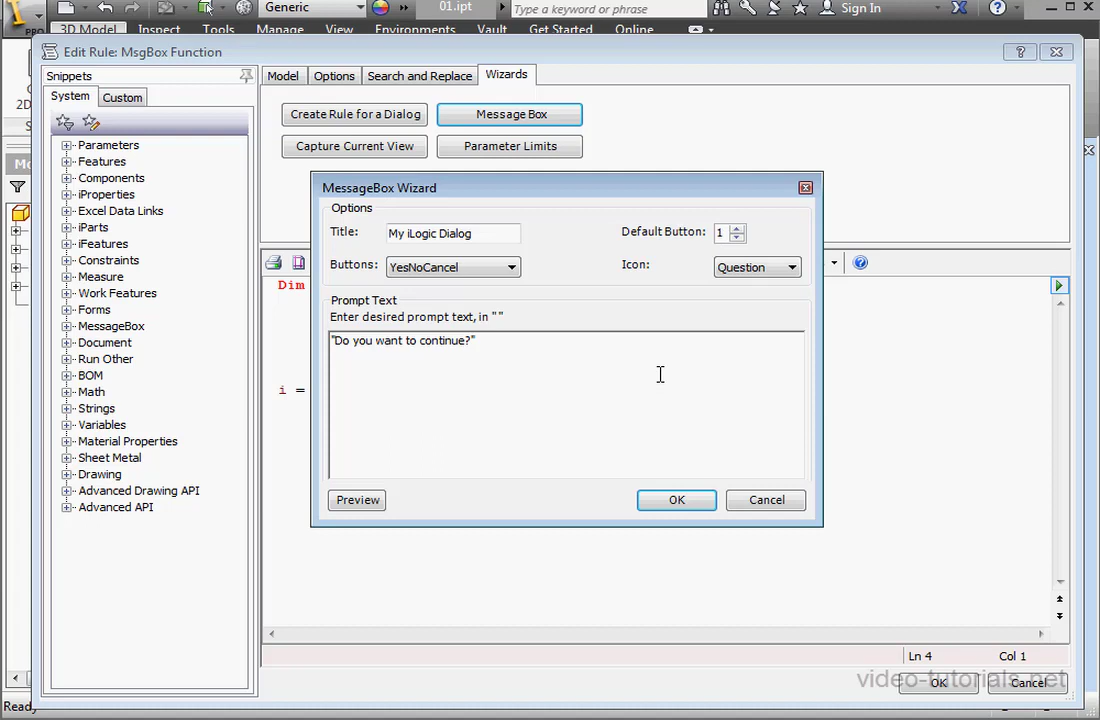 Generic
01.ipt
Type a keyword or phrase
Sign In
PRO
3D Model
Inspect
Tools
Manage
View
Environments
Vault
Get Started
Online
Edit Rule: MsgBox Function
Snippets
System
Custom
Parameters
Features
Components
iProperties
Excel Data Links
iParts
iFeatures
Constraints
Measure
Work Features
Forms
MessageBox
Document
Run Other
BOM
Math
Strings
Variables
Material Properties
Sheet Metal
Drawing
Advanced Drawing API
Advanced API
Model
Options
Search and Replace
Wizards
Create Rule for a Dialog
Message Box
Capture Current View
Parameter Limits
Dim
i =
MessageBox Wizard
Options
Title:
My iLogic Dialog
Default Button:
1
Buttons:
YesNoCancel
Icon:
Question
Prompt Text
Enter desired prompt text, in ""
"Do you want to continue?"
Preview
OK
Cancel
Ln 4
Col 1
OK
Cancel
video-tutorials.net
Ready
2D
Mo